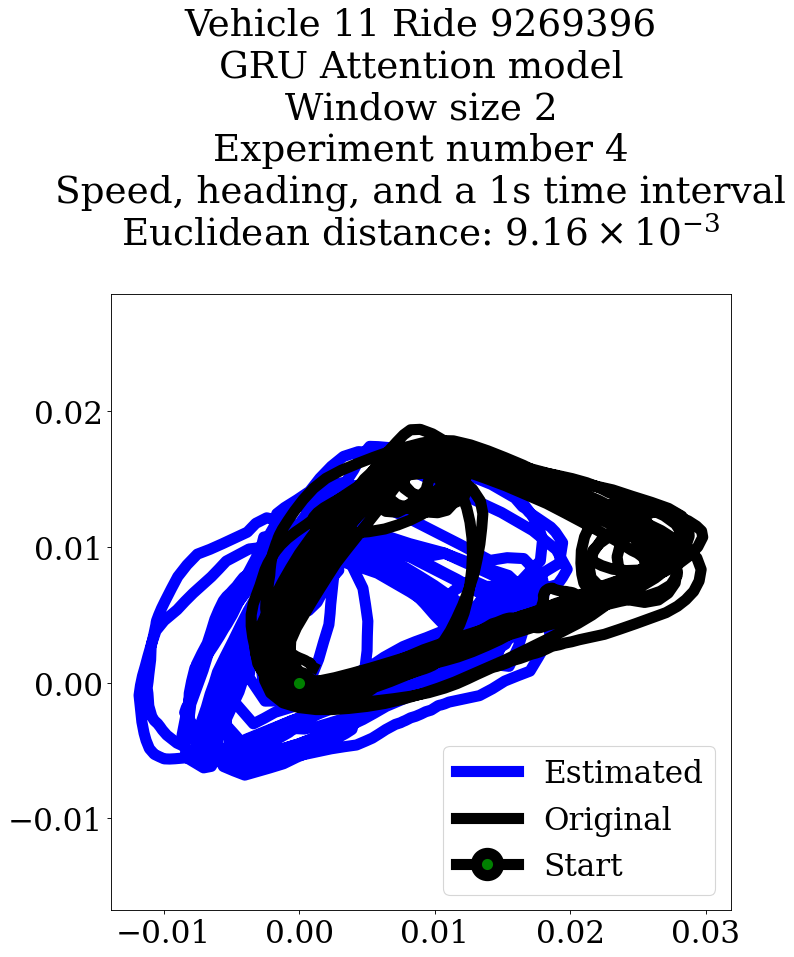 Vehicle 11 Ride 9269396
GRU Attention model
Window size 2
Experiment number 4
Speed, heading, and a 1s time interval
Euclidean distance: 9.16 × 10⁻³
0.02
0.01
0.00
−0.01
Estimated
Original
Start
−0.01 0.00 0.01 0.02 0.03